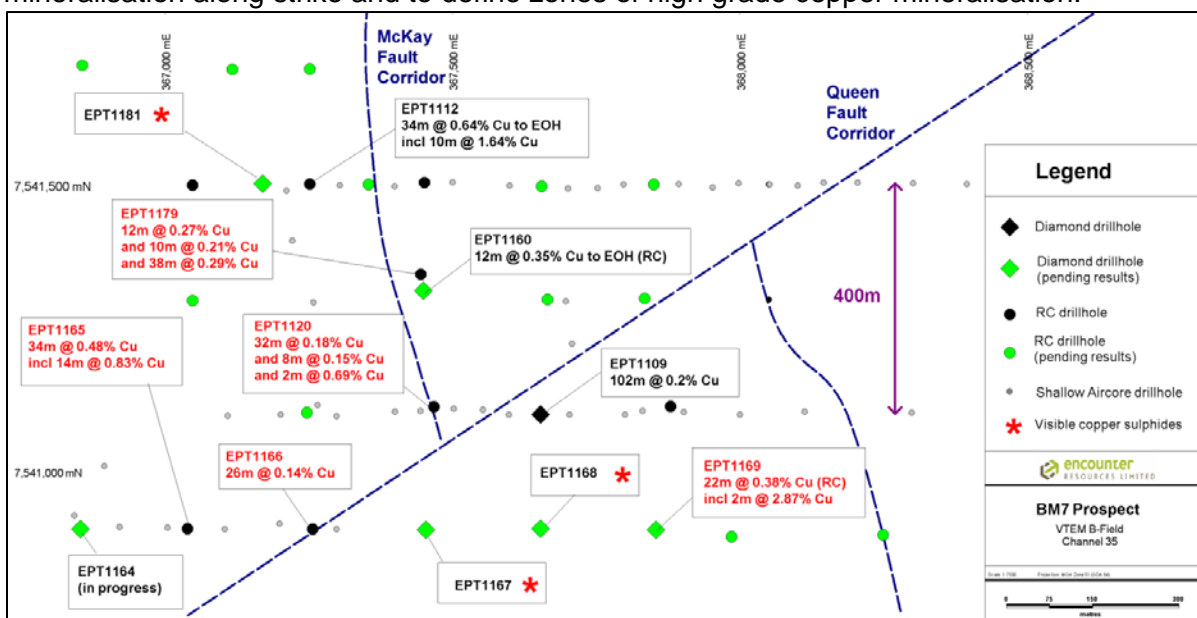 mineralisation along strike and to define zones of high grade copper mineralisation.
367,000 mE
McKay
Fault
Corridor
367,500 mE
368,000 mE
Queen
Fault
Corridor
368,500 mE
EPT1181 *
EPT1112
34m @ 0.64% Cu to EOH
incl 10m @ 1.64% Cu
7,541,500 mN
EPT1179
12m @ 0.27% Cu
and 10m @ 0.21% Cu
and 38m @ 0.29% Cu
EPT1160
12m @ 0.35% Cu to EOH (RC)
400m
EPT1165
34m @ 0.48% Cu
incl 14m @ 0.83% Cu
EPT1120
32m @ 0.18% Cu
and 8m @ 0.15% Cu
and 2m @ 0.69% Cu
EPT1109
102m @ 0.2% Cu
7,541,000 mN
EPT1166
26m @ 0.14% Cu
EPT1168 *
EPT1169
22m @ 0.38% Cu (RC)
incl 2m @ 2.87% Cu
EPT1164
(in progress)
EPT1167 *
Legend
Diamond drillhole
Diamond drillhole
(pending results)
RC drillhole
RC drillhole
(pending results)
Shallow Aircore drillhole
* Visible copper sulphides
encounter
RESOURCES LIMITED
BM7 Prospect
VTEM B-Field
Channel 35
Scale 1:7500
0 75 150 300
metres